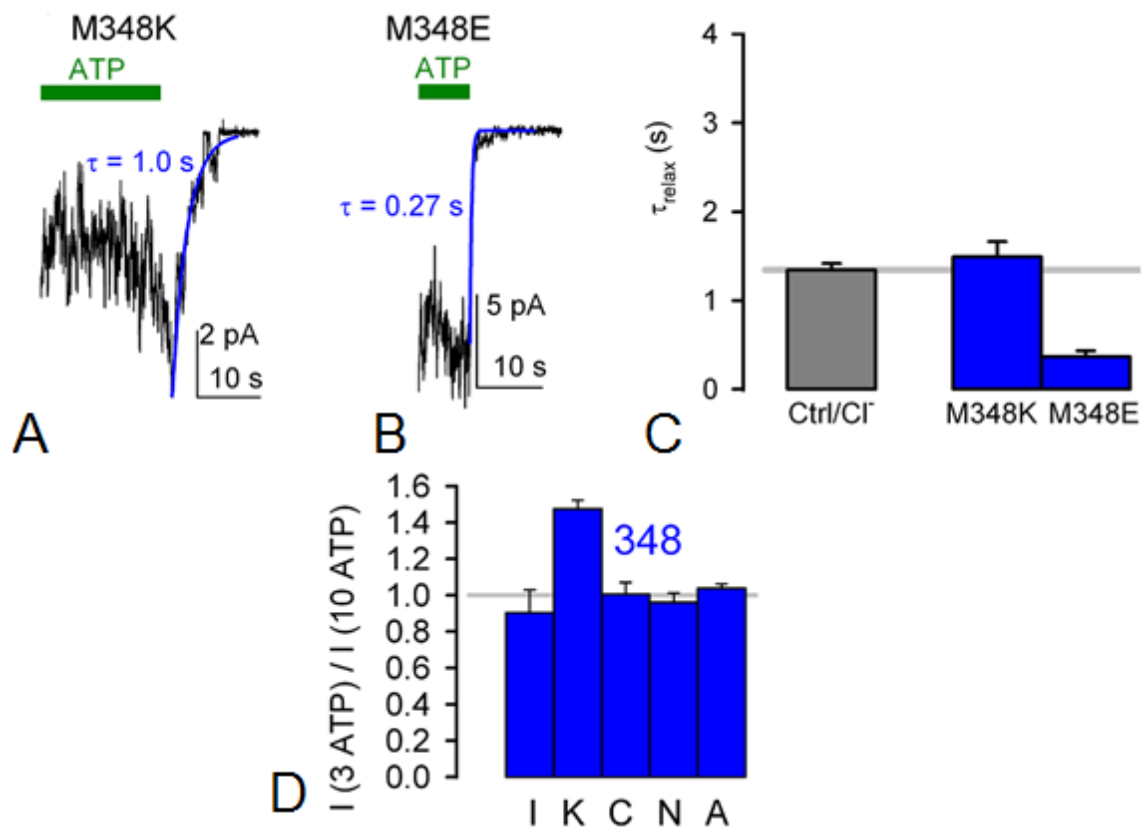 M348K
ATP
τ = 1.0 s
2 pA
10 s
A
M348E
ATP
τ = 0.27 s
5 pA
10 s
B
τrelax (s)
4
3
2
1
0
Ctrl/Cl⁻
M348K
M348E
C
I (3 ATP) / I (10 ATP)
1.6
1.4
1.2
1.0
0.8
0.6
0.4
0.2
0.0
348
I K C N A
D